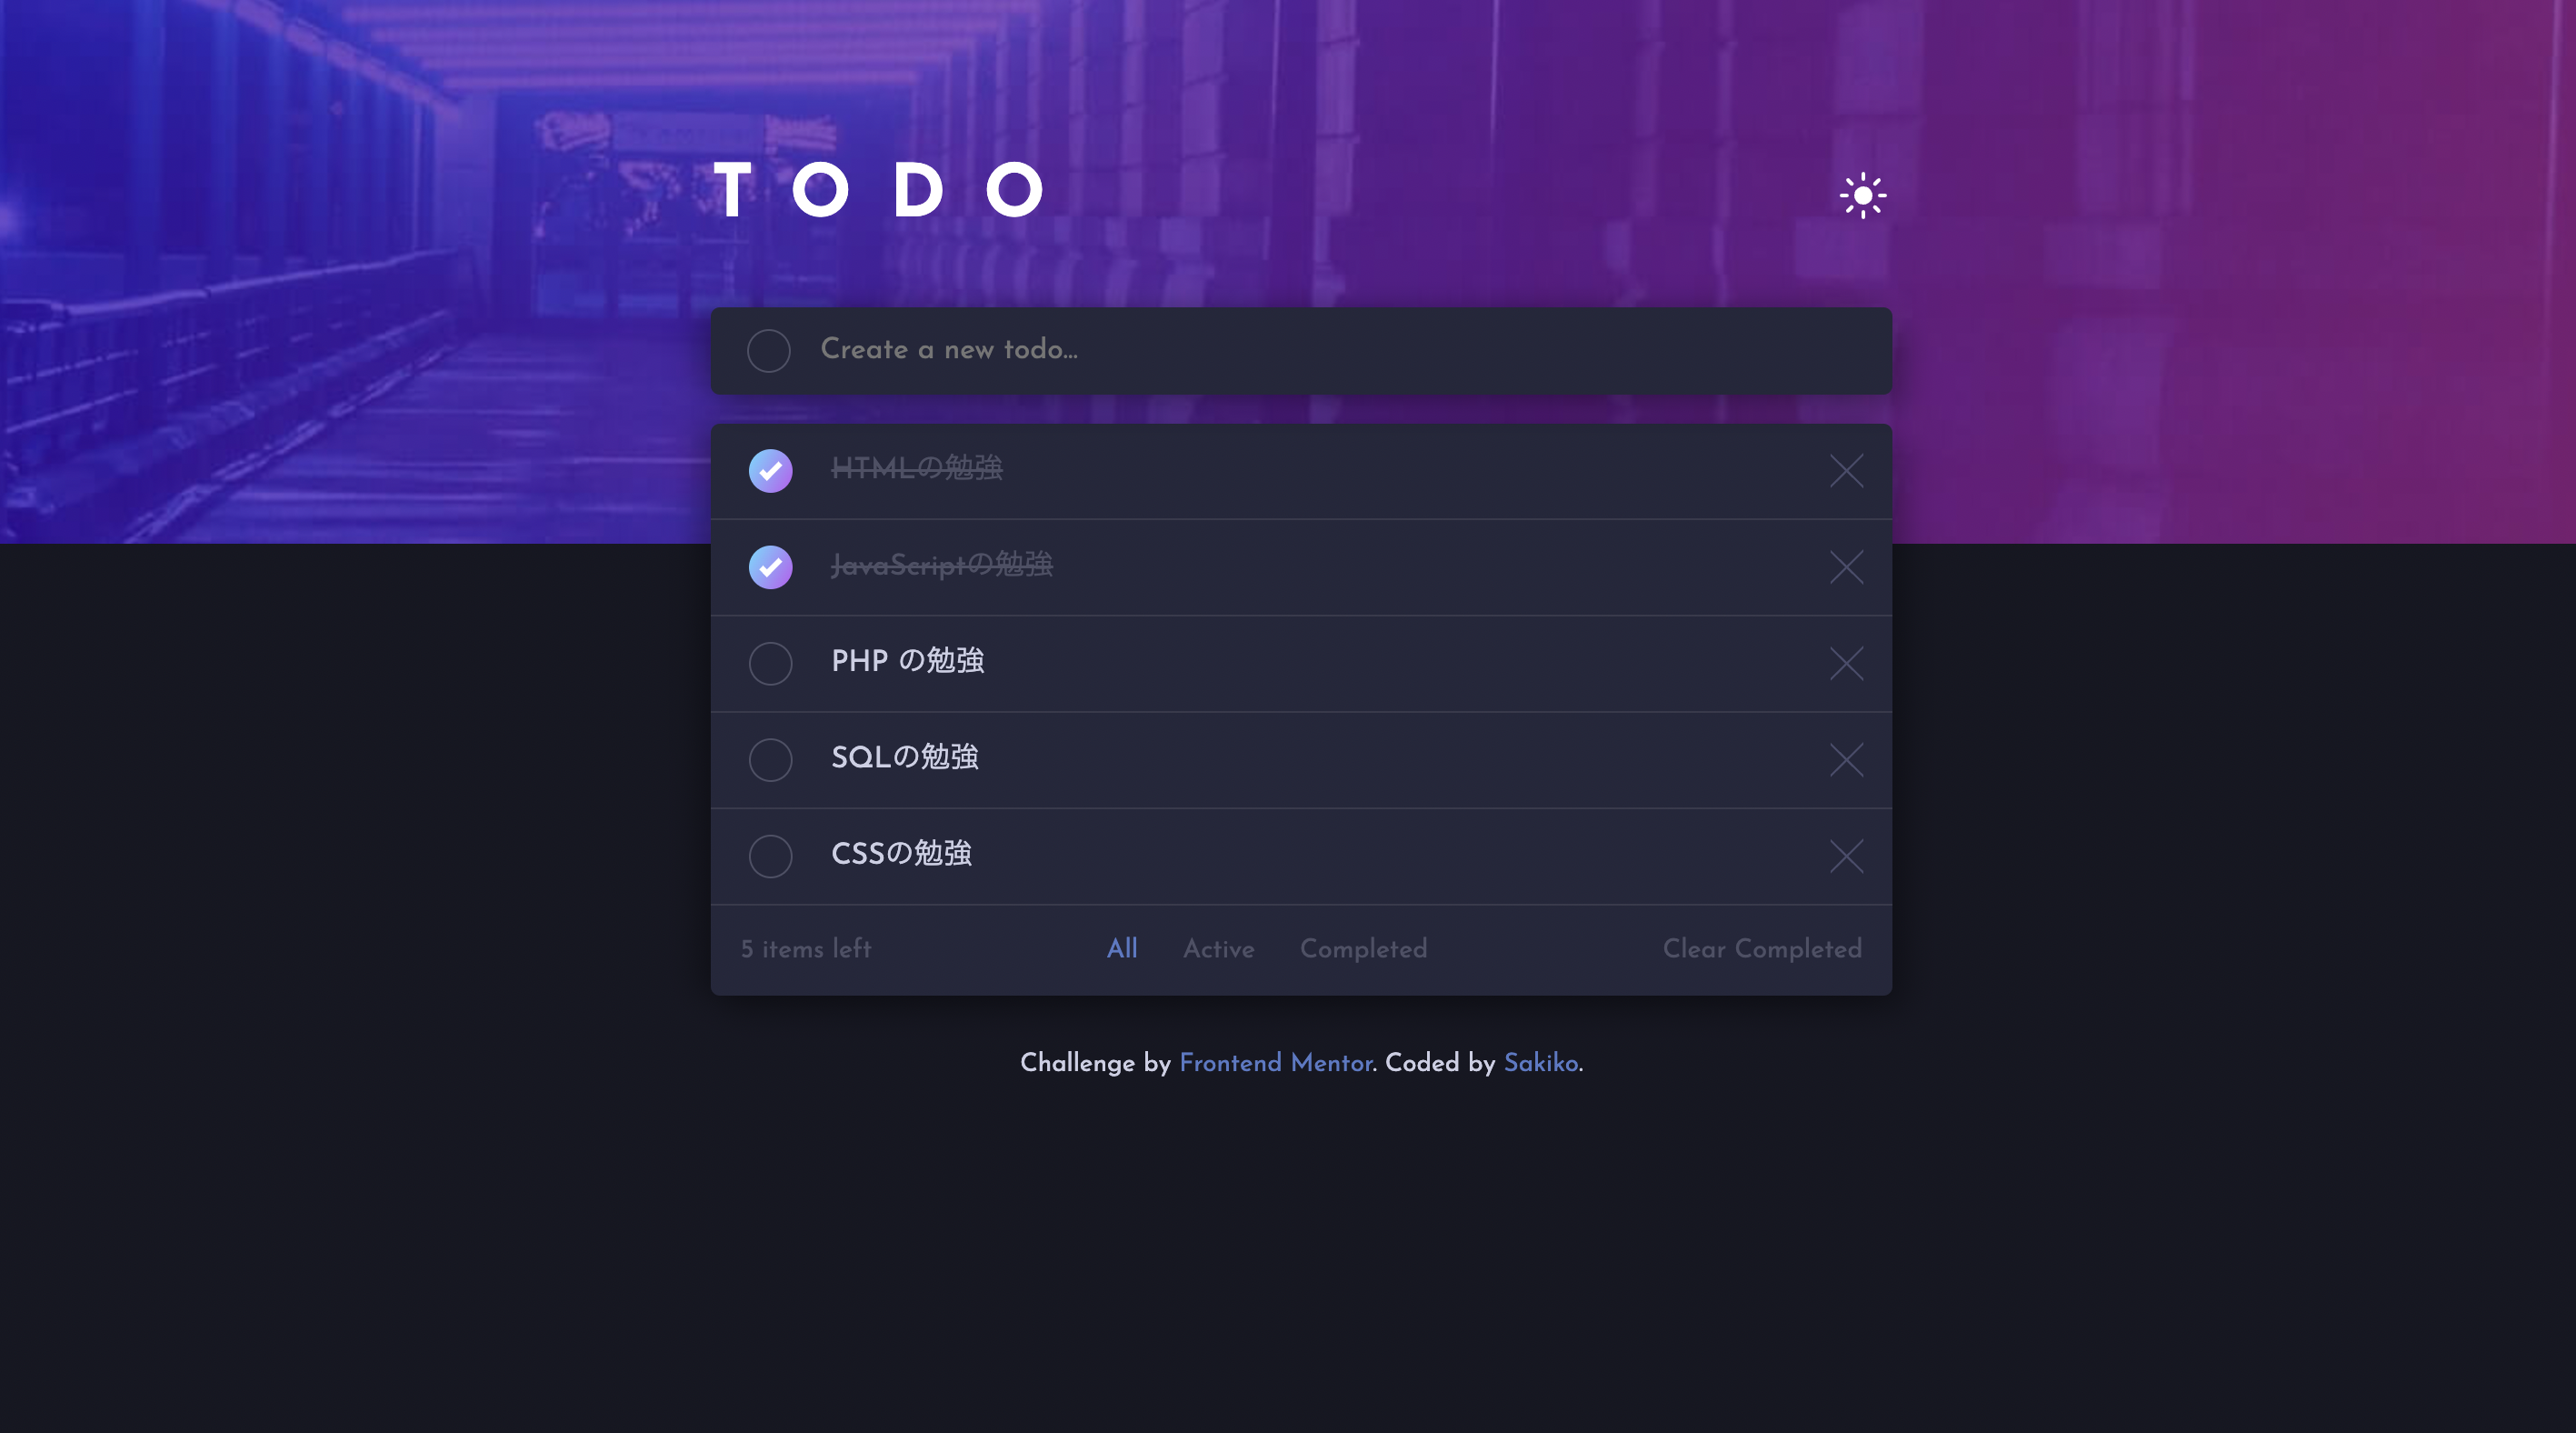 TODO
Create a new todo...
HTMLの勉強
JavaScriptの勉強
PHP の勉強
SQLの勉強
CSSの勉強
5 items left All Active Completed Clear Completed
Challenge by Frontend Mentor. Coded by Sakiko.